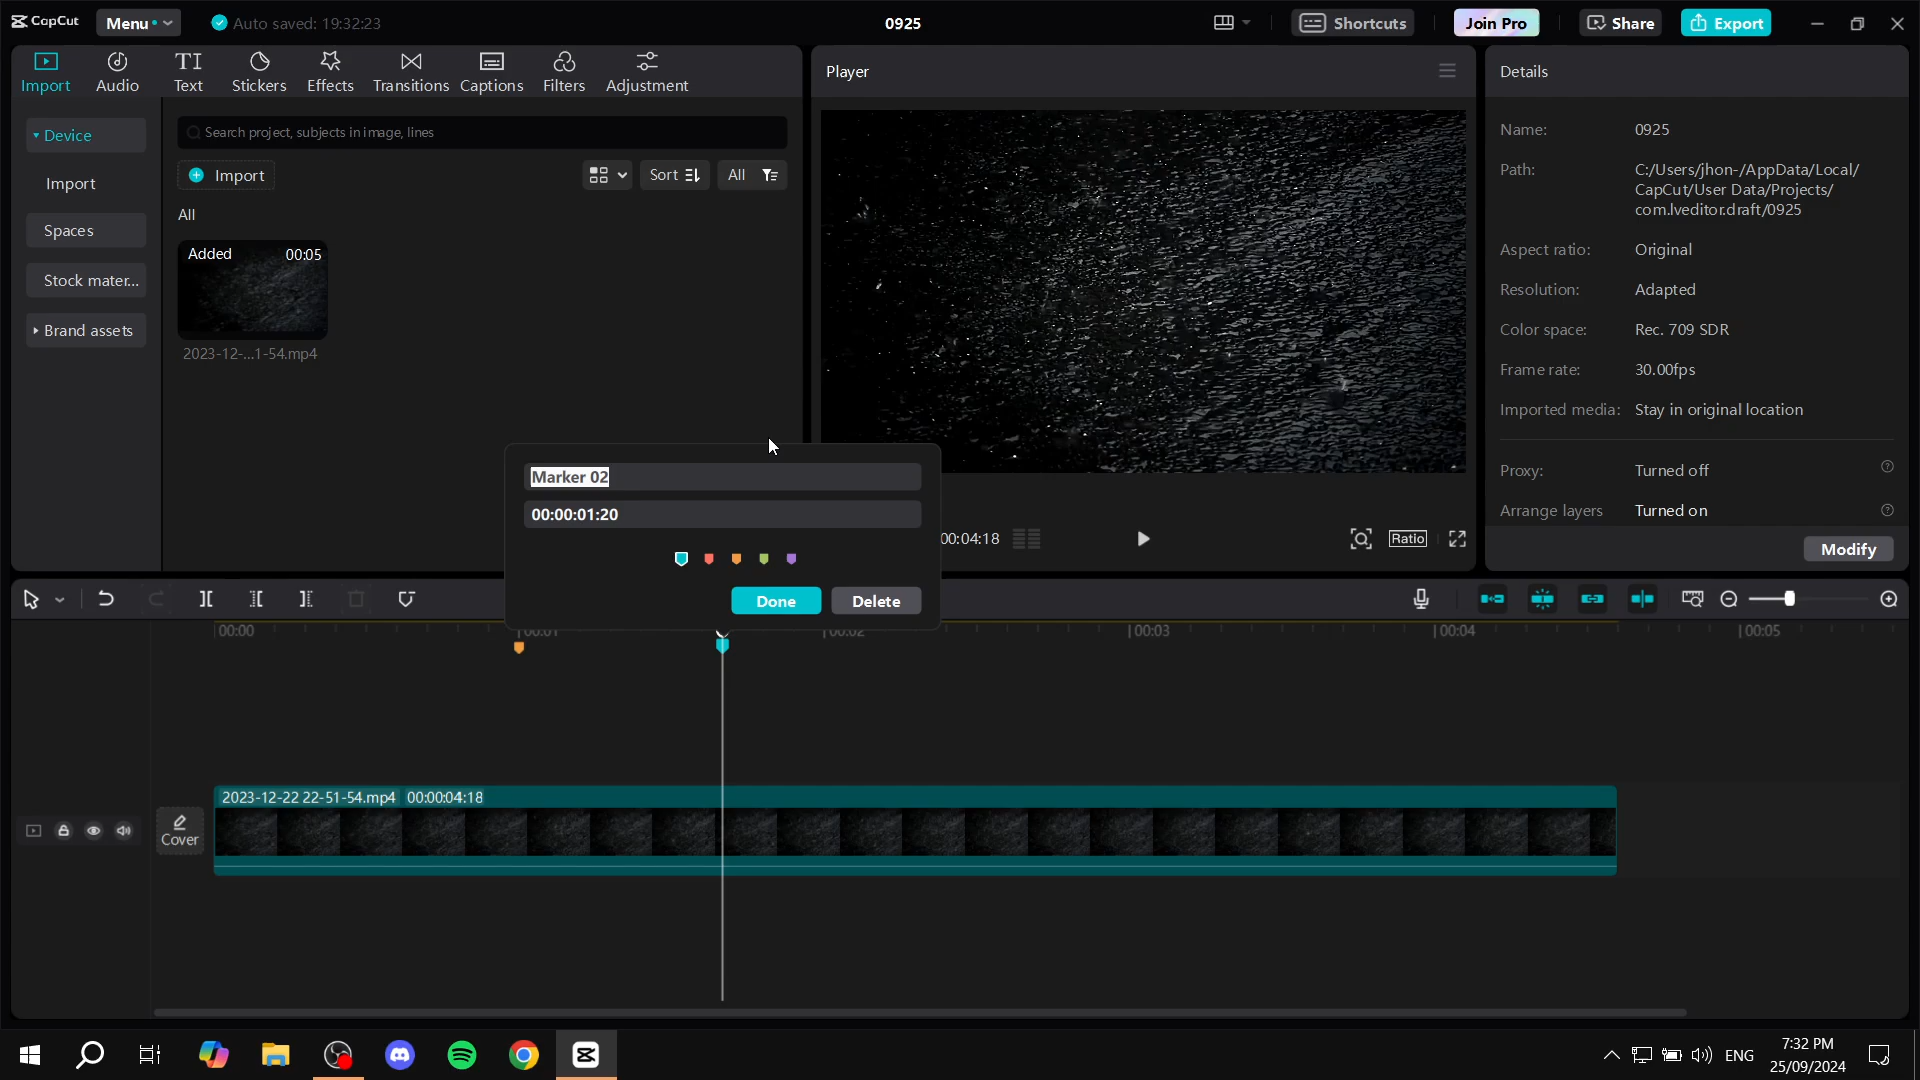 CapCut
Menu
Auto saved: 19:32:23
0925
Shortcuts
Join Pro
Share
Export
Import
Audio
TI
Text
Stickers
Effects
Transitions
Captions
Filters
Adjustment
Device
Import
Spaces
Stock mater...
Brand assets
Search project, subjects in image, lines
Import
Sort
All
All
Added
00:05
2023-12-...1-54.mp4
Player
00:04:18
Ratio
Details
Name:
0925
Path:
C:/Users/jhon-/AppData/Local/
CapCut/User Data/Projects/
com.lveditor.draft/0925
Aspect ratio:
Original
Resolution:
Adapted
Color space:
Rec. 709 SDR
Frame rate:
30.00fps
Imported media:
Stay in original location
Proxy:
Turned off
Arrange layers
Turned on
Modify
Marker 02
00:00:01:20
Done
Delete
00:00
00:01
00:02
00:03
00:04
00:05
2023-12-22 22-51-54.mp4
00:00:04:18
Cover
ENG
7:32 PM
25/09/2024